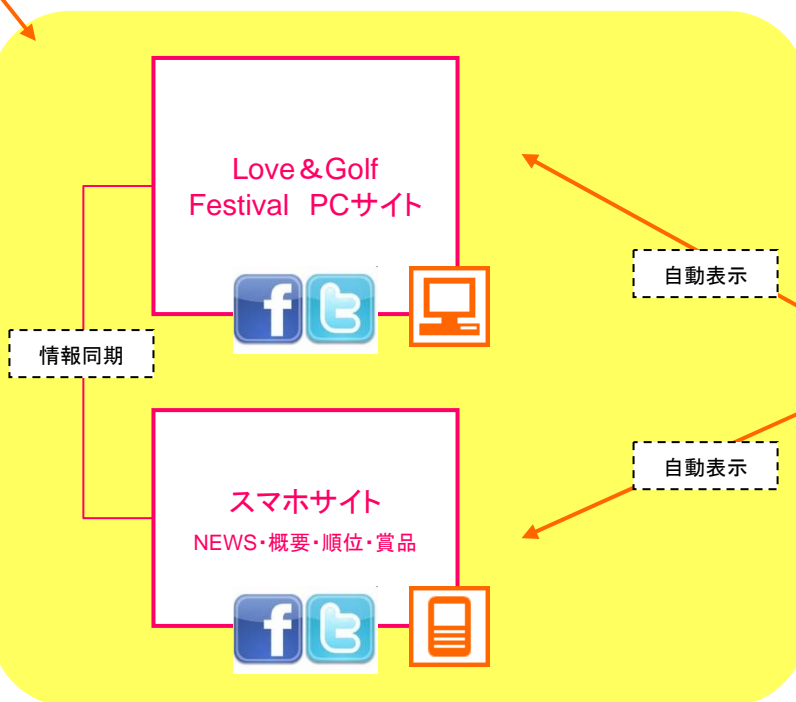 Love＆Golf
Festival　PCサイト
自動表示
情報同期
自動表示
スマホサイト
NEWS・概要・順位・賞品